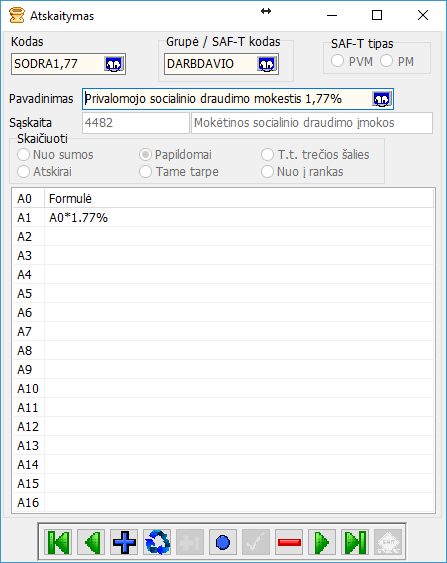 Atskaitymas
Kodas
Grupė / SAF-T kodas
SAF-T tipas
SODRA1,77
DARBDAVIO
PVM
PM
Pavadinimas
Privalomojo socialinio draudimo mokestis 1,77%
Sąskaita
4482
Mokėtinos socialinio draudimo įmokos
Skaičiuoti
Nuo sumos
Papildomai
T.t. trečios šalies
Atskirai
Tame tarpe
Nuo į rankas
A0 Formulė
A1 A0*1.77%
A2
A3
A4
A5
A6
A7
A8
A9
A10
A11
A12
A13
A14
A15
A16